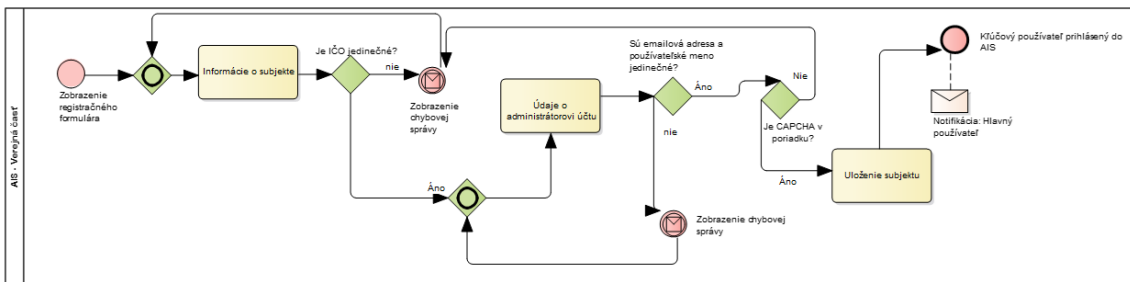 AIS - Verejná časť
Zobrazenie
registračného
formulára
Informácie o subjekte
Je IČO jedinečné?
nie
Áno
Zobrazenie
chybovej
správy
Údaje o
administrátorovi účtu
Sú emailová adresa a
používateľské meno
jedinečné?
Áno
nie
Zobrazenie chybovej
správy
Nie
Je CAPCHA v
poriadku?
Áno
Uloženie subjektu
Kľúčový používateľ prihlásený do
AIS
Notifikácia: Hlavný
používateľ